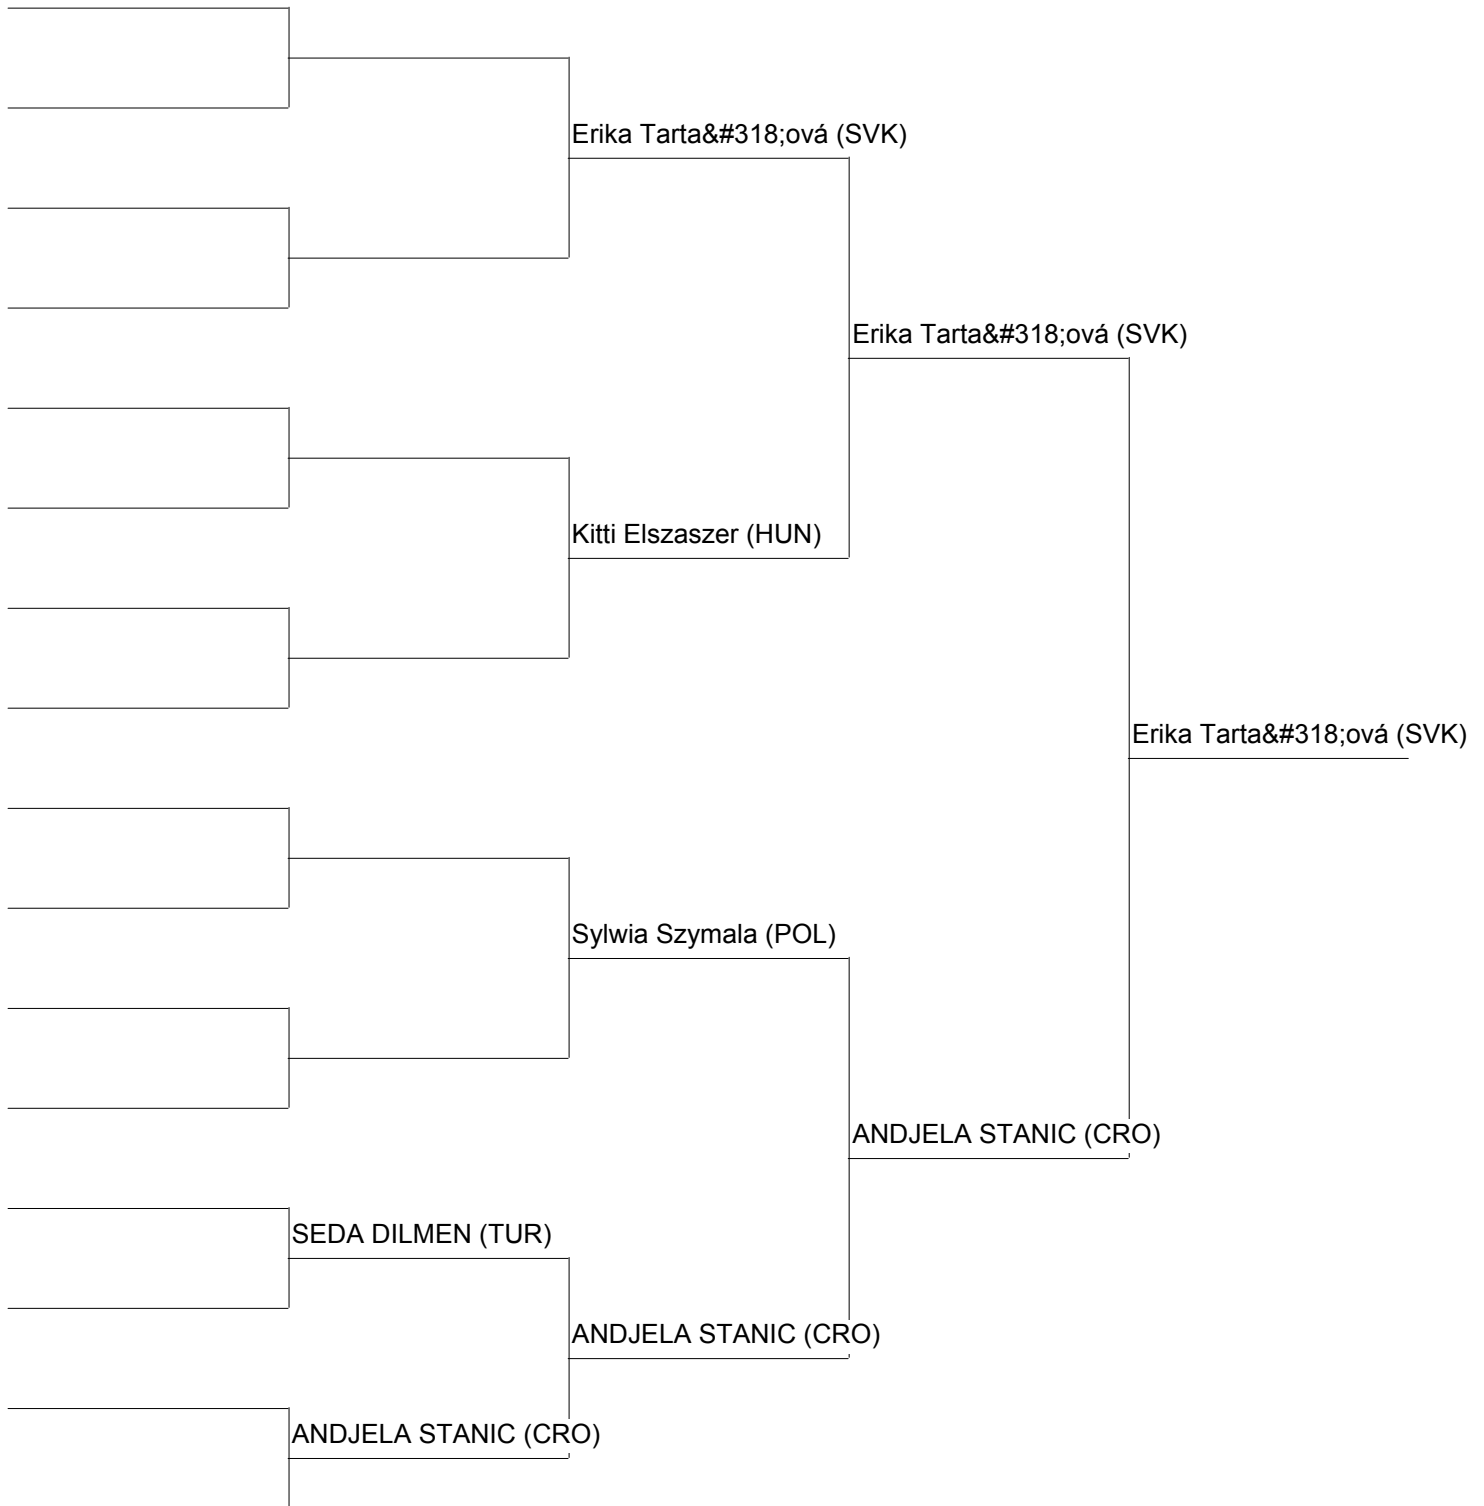 Erika Tarta&#318;ová (SVK)
Erika Tarta&#318;ová (SVK)
Kitti Elszaszer (HUN)
Erika Tarta&#318;ová (SVK)
Sylwia Szymala (POL)
ANDJELA STANIC (CRO)
SEDA DILMEN (TUR)
ANDJELA STANIC (CRO)
ANDJELA STANIC (CRO)